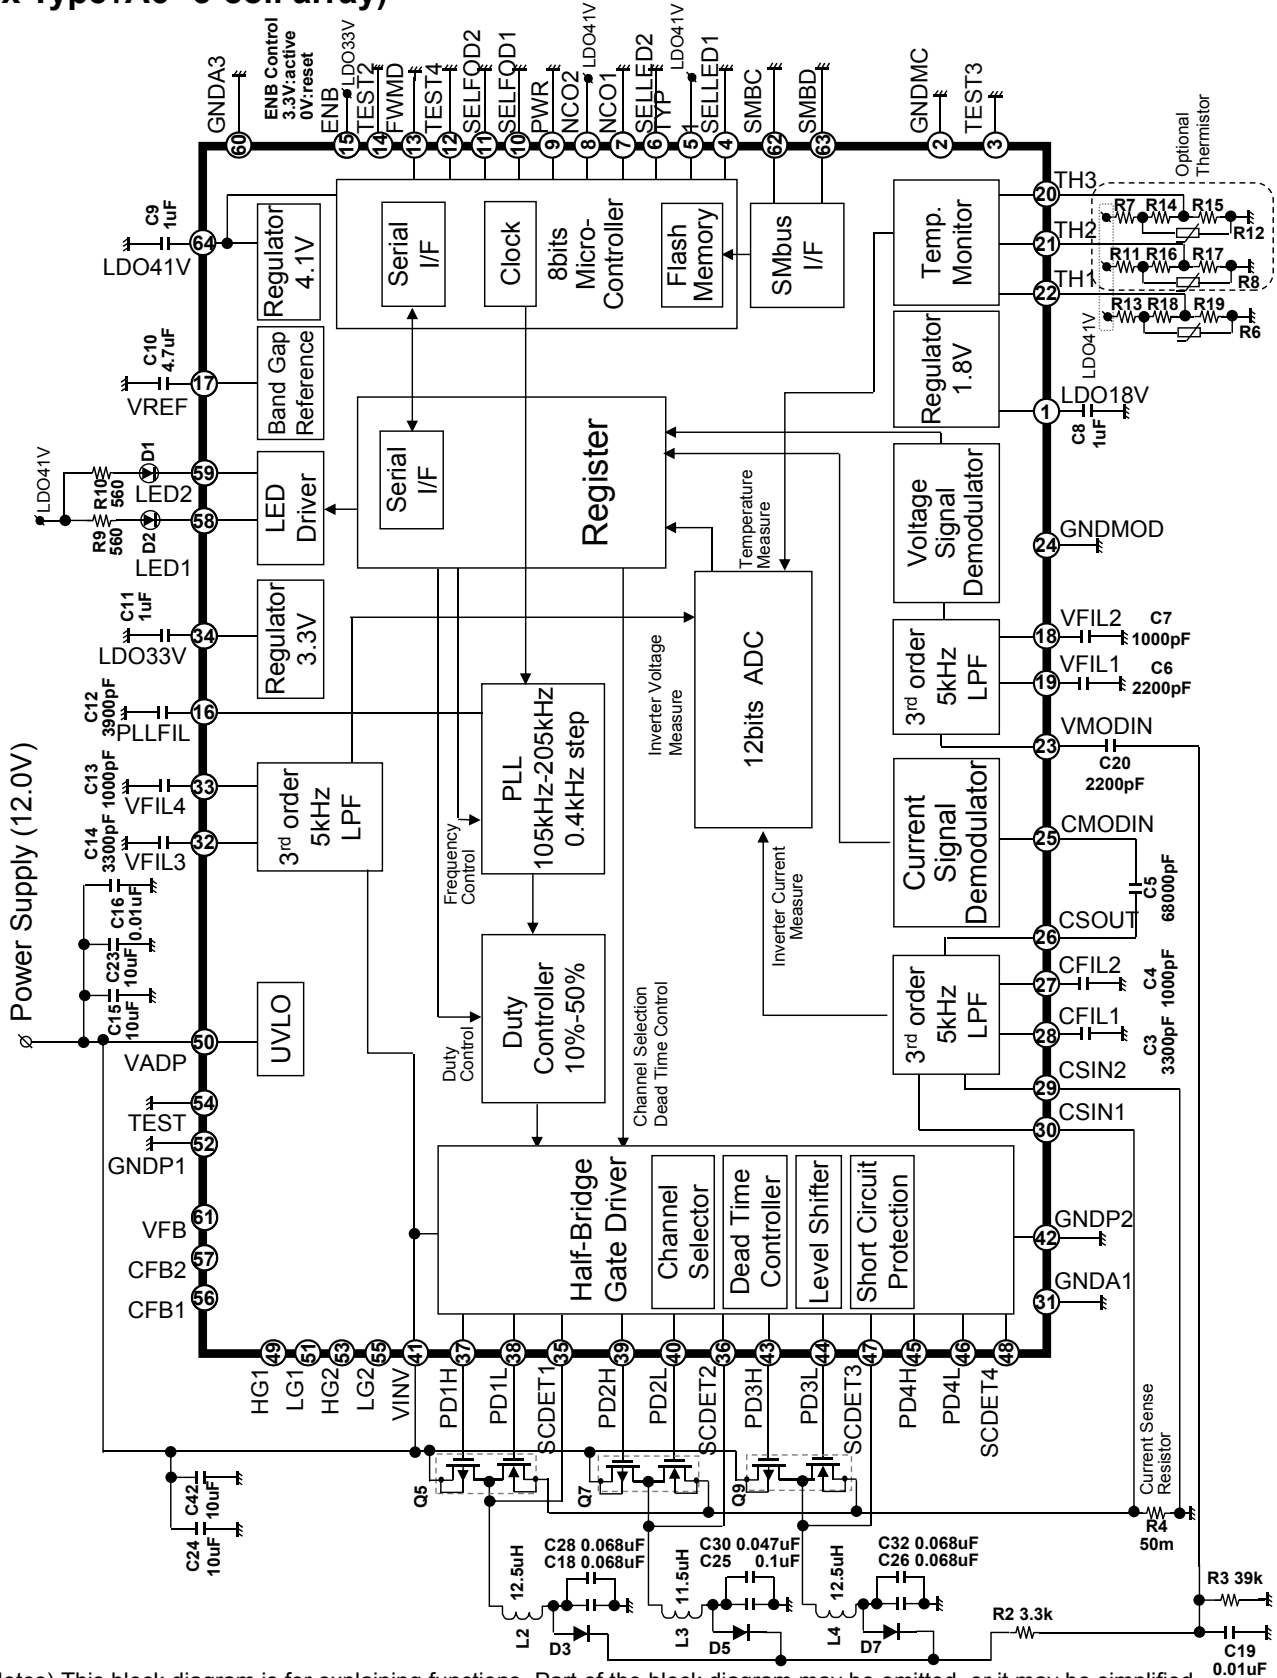 x Type:A6 3-coil array)
GNDA3
ENB Control
3.3V:active
0V:reset
ENB
LDO33V
TEST2
FWMD
TEST4
SELFOD2
SELFOD1
PWR
NCO2
LDO41V
NCO1
SELLED2
TYP
LDO41V
SELLED1
SMBC
SMBD
GNDMC
TEST3
60
15
14
13
12
11
10
9
8
7
6
5
4
62
63
2
3
Optional
Thermistor
C9
1uF
64
LDO41V
Regulator
4.1V
Serial
I/F
Clock
8bits
Micro-
Controller
Flash
Memory
SMbus
I/F
Temp.
Monitor
20
TH3
21
TH2
22
TH1
R7 R14 R15
R12
R11 R16 R17
R8
R13 R18 R19
R6
LDO41V
C10
4.7uF
17
VREF
Band Gap
Reference
Regulator
1.8V
1
LDO18V
C8
1uF
LDO41V
R10
560
D1
59
LED2
R9
560
D2
58
LED1
LED
Driver
Serial
I/F
Register
Temperature
Measure
Voltage
Signal
Demodulator
24
GNDMOD
C11
1uF
34
LDO33V
Regulator
3.3V
3rd order
5kHz
LPF
18
VFIL2
C7
1000pF
19
VFIL1
C6
2200pF
C12
3900pF
16
PLLFIL
PLL
105kHz-205kHz
0.4kHz step
Inverter Voltage
Measure
12bits ADC
23
VMODIN
C20
2200pF
Power Supply (12.0V)
C13
1000pF
33
VFIL4
C14
3300pF
32
VFIL3
3rd order
5kHz
LPF
Frequency
Control
Current
Signal
Demodulator
25
CMODIN
C5
68000pF
C16
0.01uF
C23
10uF
C15
10uF
Inverter Current
Measure
26
CSOUT
27
CFIL2
C4
1000pF
28
CFIL1
C3
3300pF
3rd order
5kHz
LPF
50
VADP
UVLO
Duty
Controller
10%-50%
Duty
Control
Channel Selection
Dead Time Control
29
CSIN2
30
CSIN1
54
TEST
52
GNDP1
61
VFB
57
CFB2
56
CFB1
Half-Bridge
Gate Driver
Channel
Selector
Dead Time
Controller
Level Shifter
Short Circuit
Protection
42
GNDP2
31
GNDA1
49
51
53
55
41
37
38
35
39
40
36
43
44
47
45
46
48
HG1
LG1
HG2
LG2
VINV
PD1H
PD1L
SCDET1
PD2H
PD2L
SCDET2
PD3H
PD3L
SCDET3
PD4H
PD4L
SCDET4
Current Sense
Resistor
C42
10uF
C24
10uF
Q5
Q7
Q9
R4
50m
12.5uH
L2
C28 0.068uF
C18 0.068uF
D3
11.5uH
L3
C30 0.047uF
C25 0.1uF
D5
12.5uH
L4
C32 0.068uF
C26 0.068uF
D7
R2 3.3k
R3 39k
C19
0.01uF
otes) This block diagram is for explaining functions. Part of the block diagram may be omitted, or it may be simplified